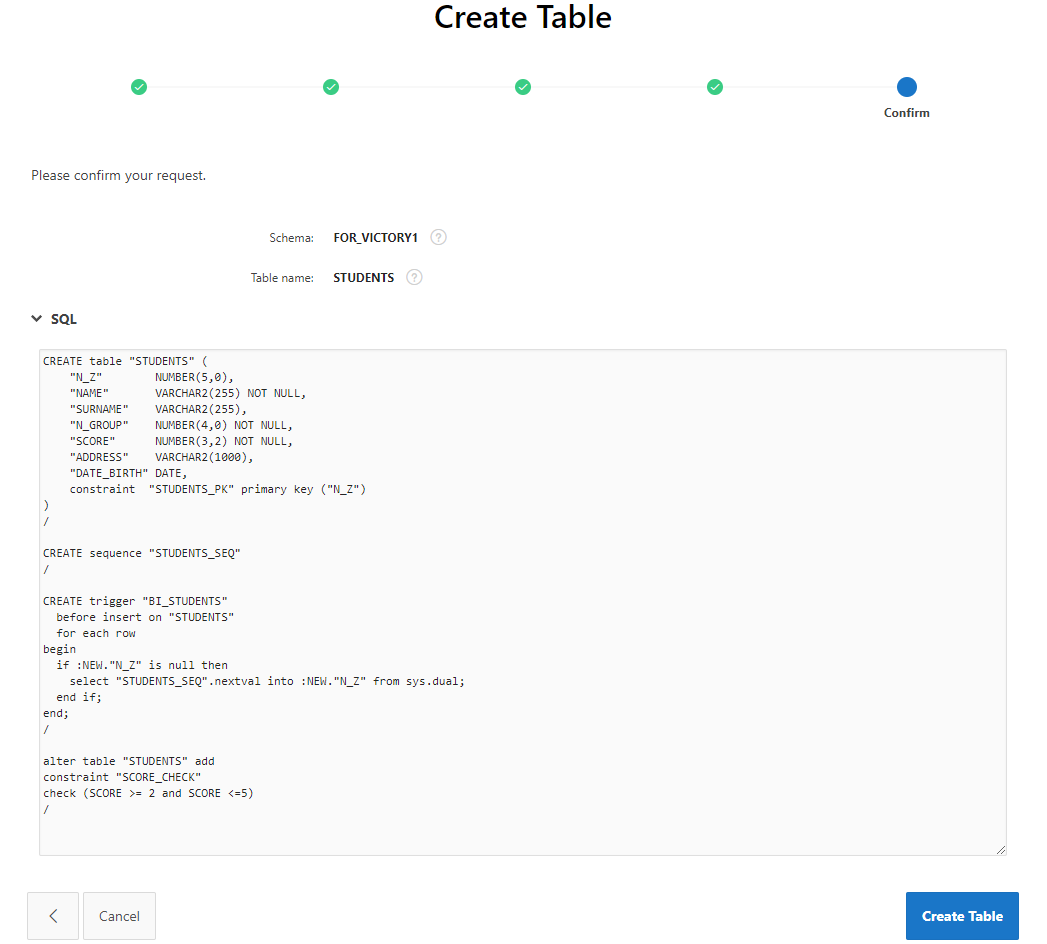 Create Table
Confirm
Please confirm your request.
Schema: FOR_VICTORY1 ?
Table name: STUDENTS ?
SQL
CREATE table "STUDENTS" (
    "N_Z"        NUMBER(5,0),
    "NAME"       VARCHAR2(255) NOT NULL,
    "SURNAME"    VARCHAR2(255),
    "N_GROUP"    NUMBER(4,0) NOT NULL,
    "SCORE"      NUMBER(3,2) NOT NULL,
    "ADDRESS"    VARCHAR2(1000),
    "DATE_BIRTH" DATE,
    constraint  "STUDENTS_PK" primary key ("N_Z")
)
/
CREATE sequence "STUDENTS_SEQ"
/
CREATE trigger "BI_STUDENTS"
  before insert on "STUDENTS"
  for each row
begin
  if :NEW."N_Z" is null then
    select "STUDENTS_SEQ".nextval into :NEW."N_Z" from sys.dual;
  end if;
end;
/
alter table "STUDENTS" add
constraint "SCORE_CHECK"
check (SCORE >= 2 and SCORE <=5)
/
Cancel
Create Table